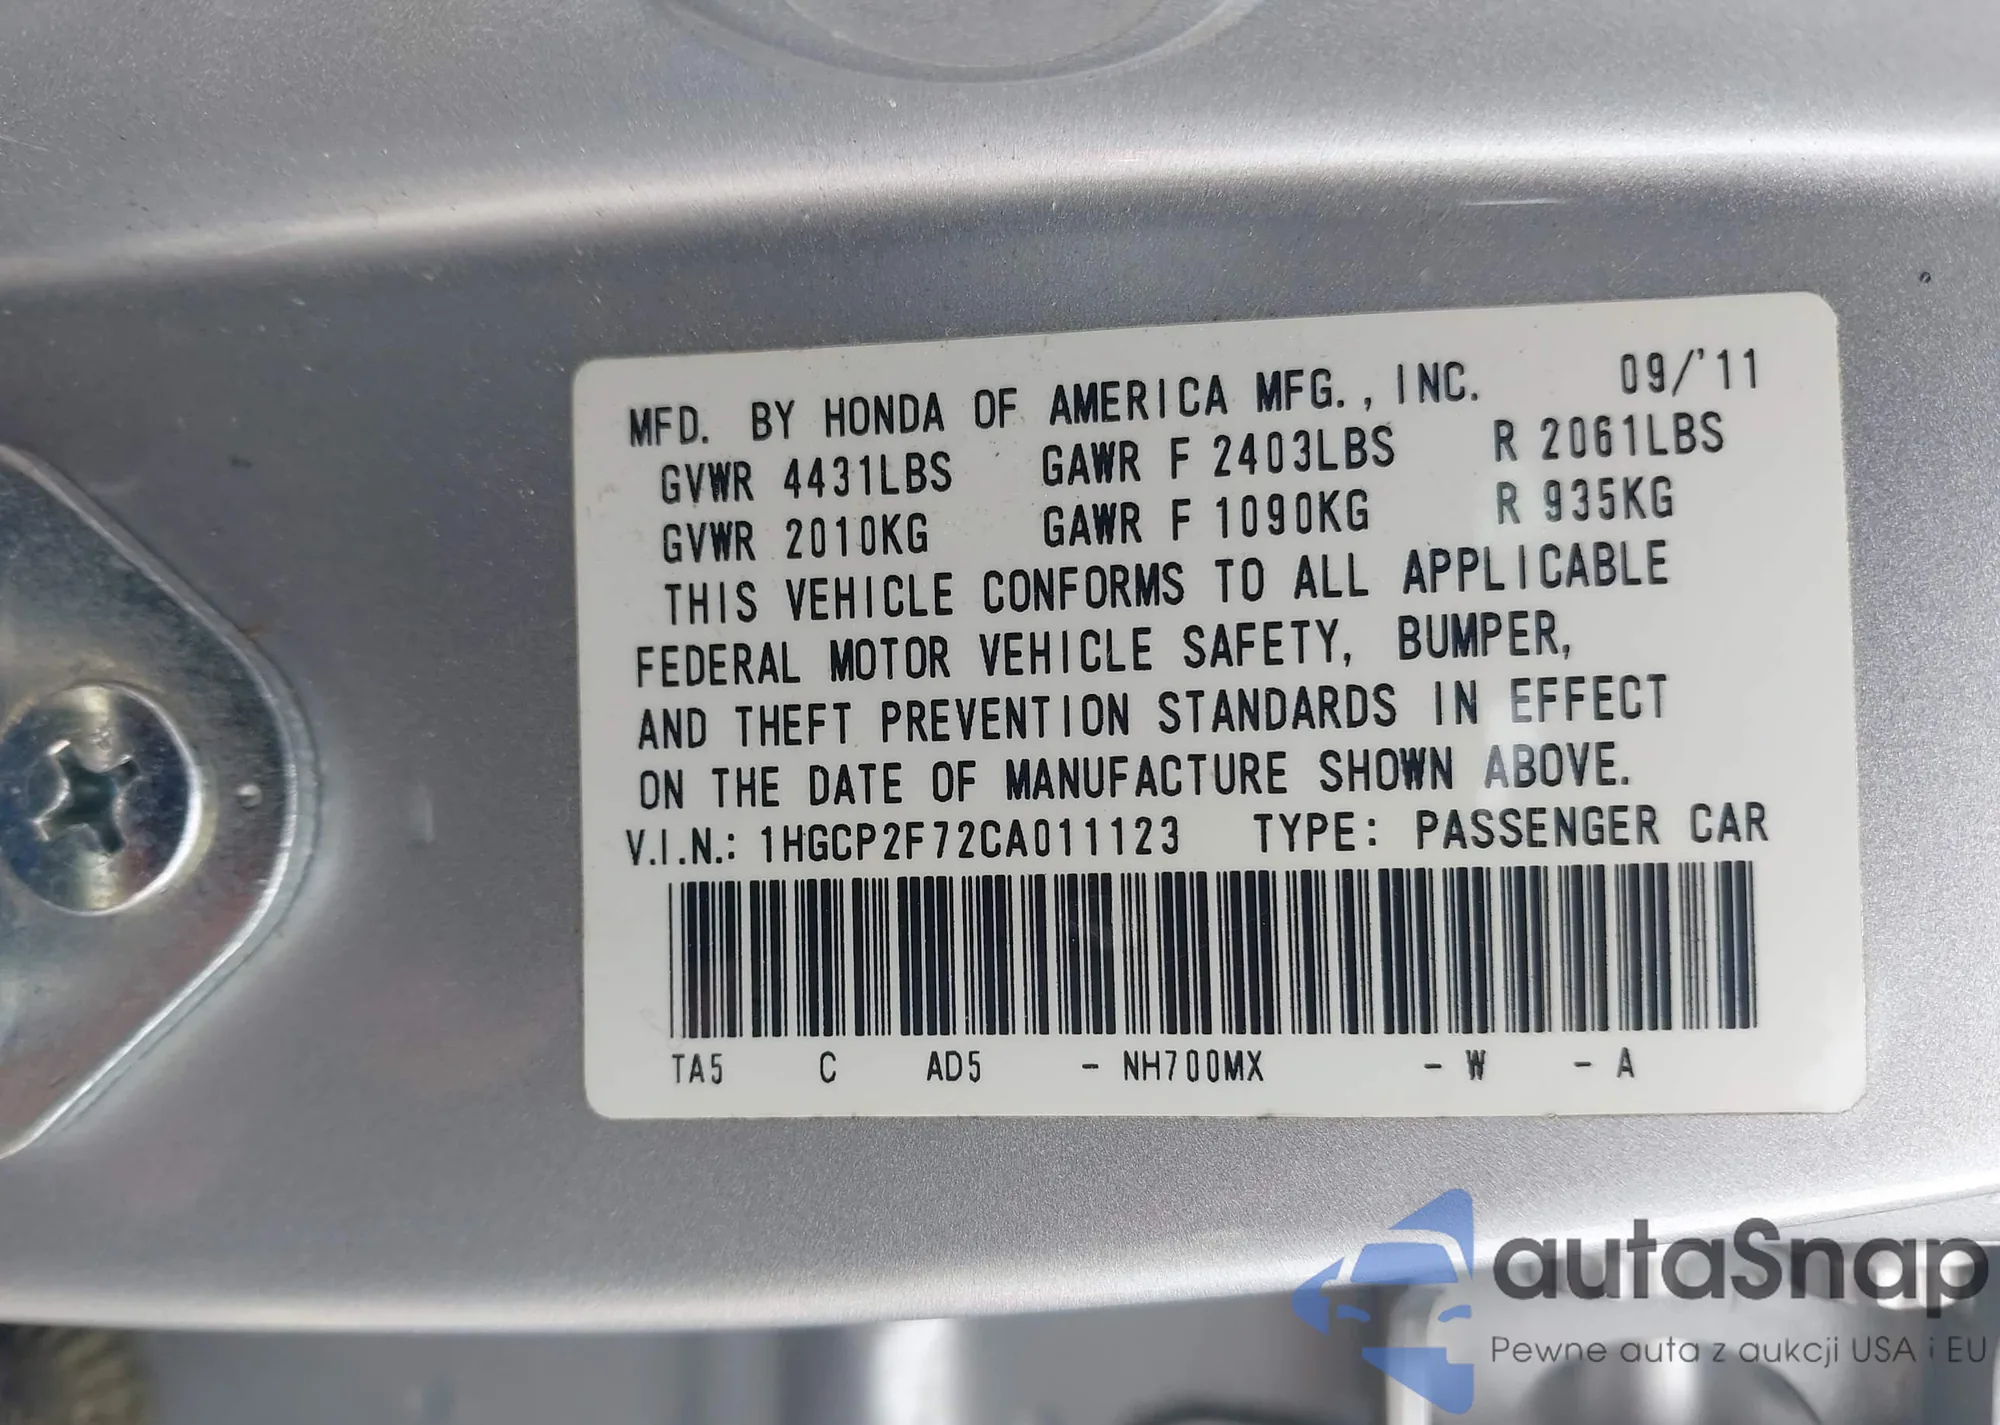 MFD. BY HONDA OF AMERICA MFG., INC. 09/'11
GVWR 4431LBS GAWR F 2403LBS R 2061LBS
GVWR 2010KG GAWR F 1090KG R 935KG
THIS VEHICLE CONFORMS TO ALL APPLICABLE
FEDERAL MOTOR VEHICLE SAFETY, BUMPER,
AND THEFT PREVENTION STANDARDS IN EFFECT
ON THE DATE OF MANUFACTURE SHOWN ABOVE.
V.I.N.: 1HGCP2F72CA011123 TYPE: PASSENGER CAR
TA5 C AD5 - NH700MX - W - A
autaSnap
Pewne auta z aukcji USA i EU